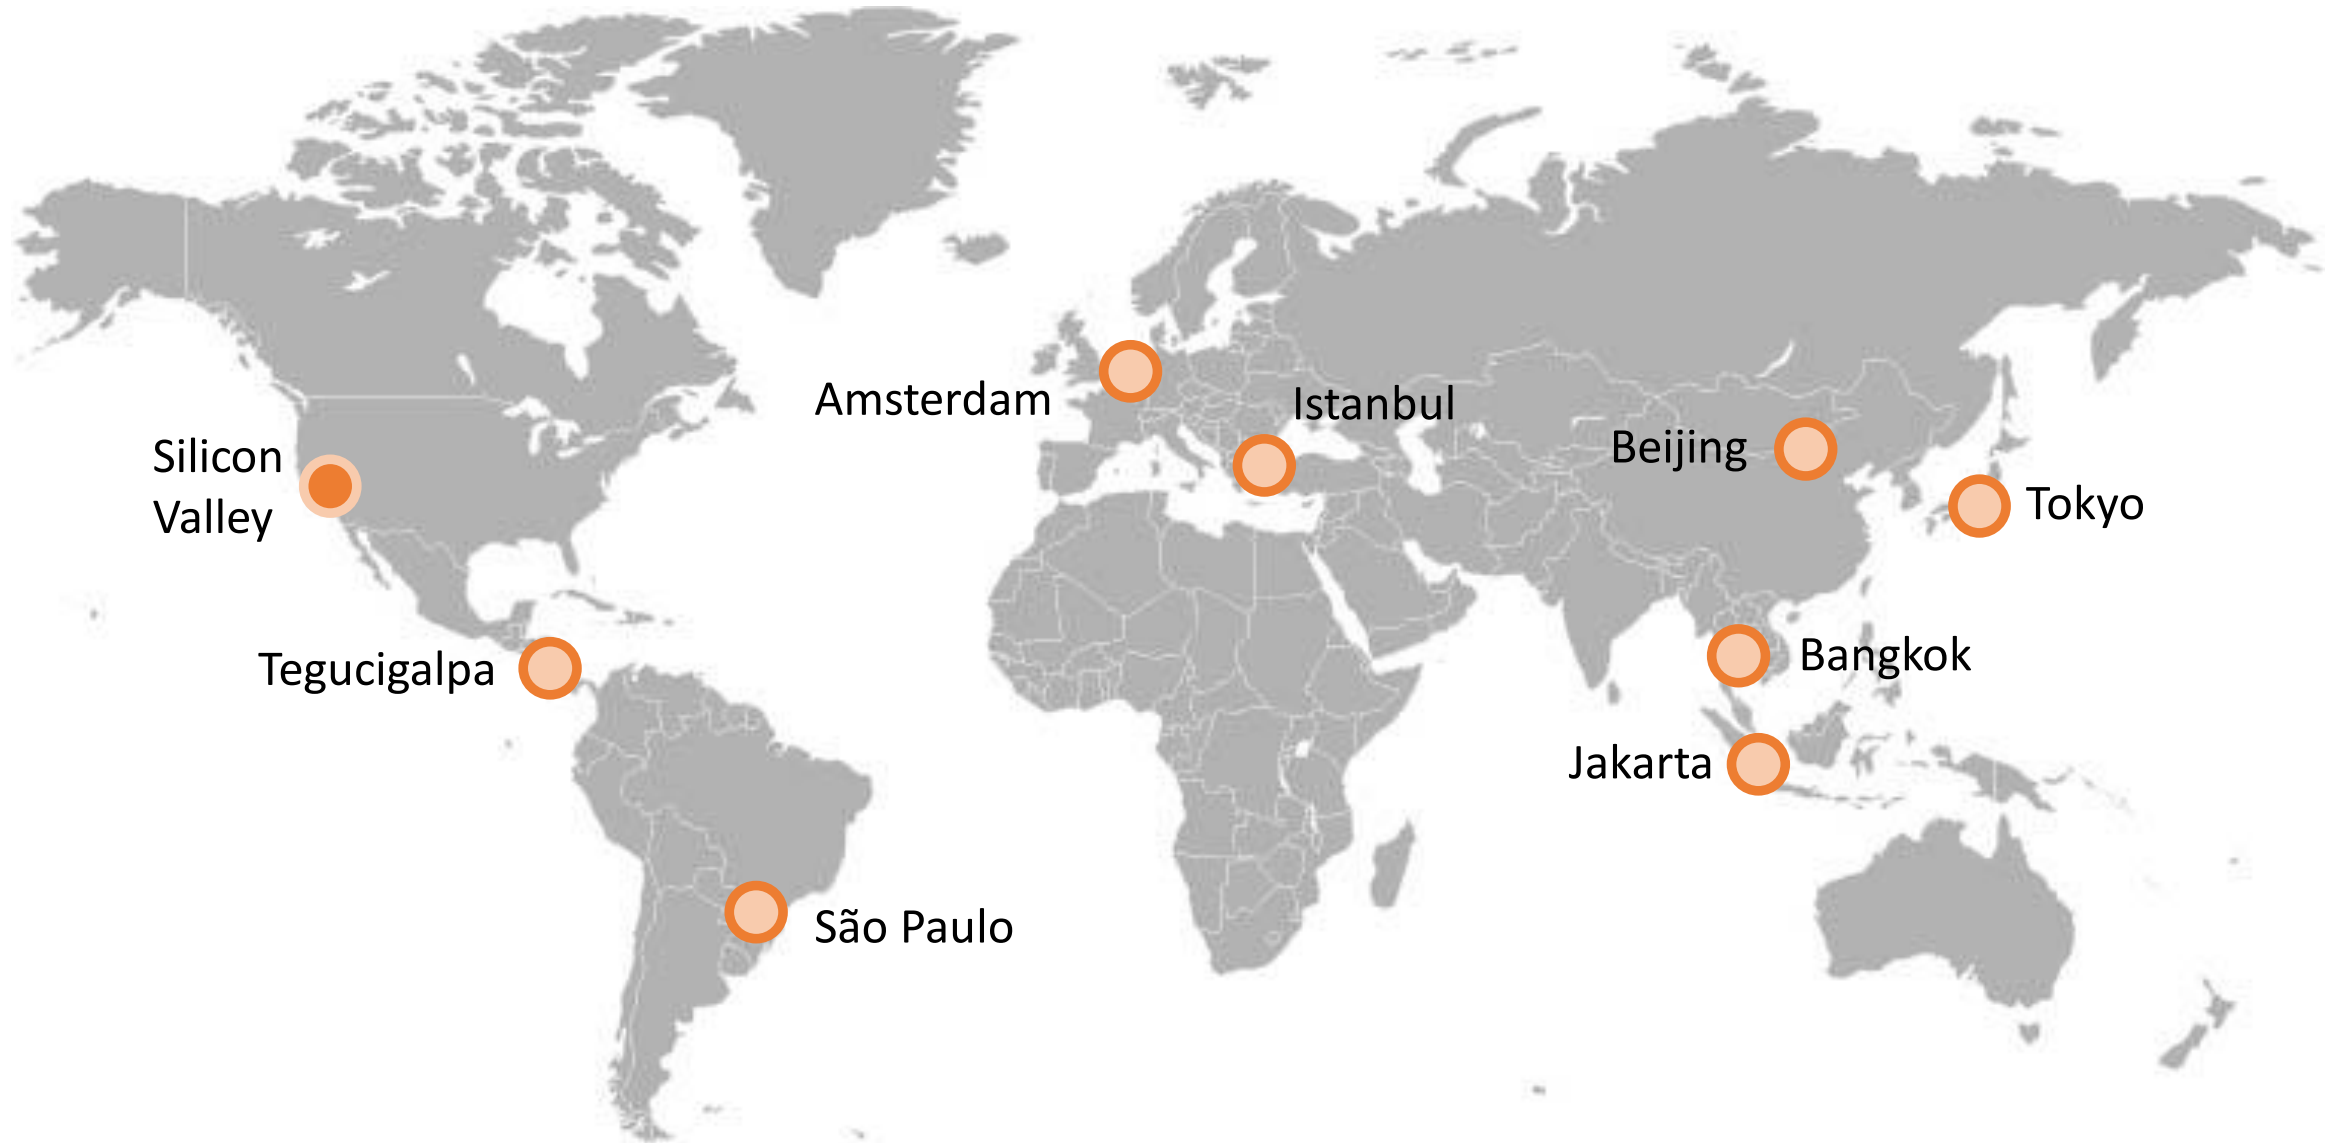 Amsterdam
Istanbul
Silicon
Valley
Beijing
Tokyo
Tegucigalpa
Bangkok
Jakarta
São Paulo